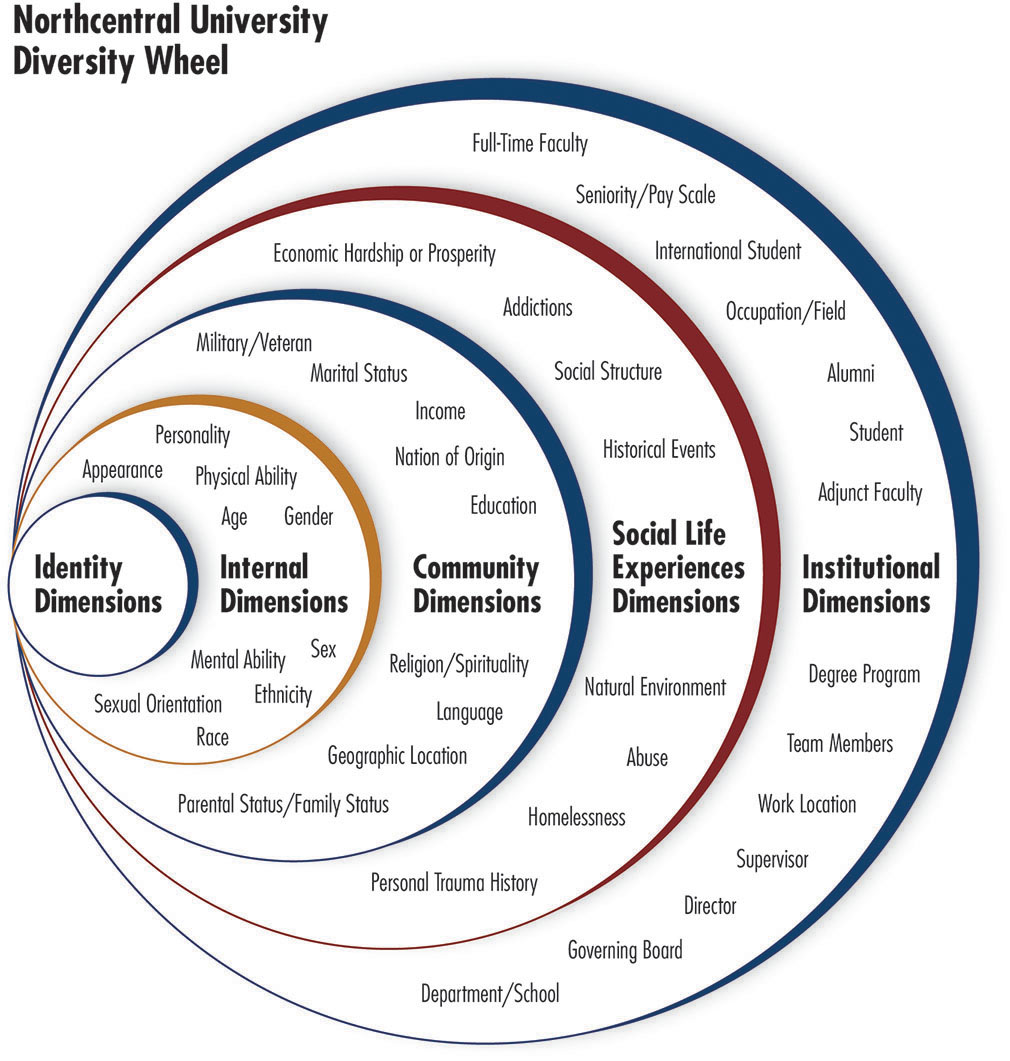 Northcentral University
Diversity Wheel
Full-Time Faculty
Seniority/Pay Scale
International Student
Occupation/Field
Alumni
Student
Adjunct Faculty
Institutional
Dimensions
Degree Program
Team Members
Work Location
Supervisor
Director
Governing Board
Department/School
Economic Hardship or Prosperity
Addictions
Social Structure
Historical Events
Social Life
Experiences
Dimensions
Natural Environment
Abuse
Homelessness
Personal Trauma History
Military/Veteran
Marital Status
Income
Nation of Origin
Education
Community
Dimensions
Religion/Spirituality
Language
Geographic Location
Parental Status/Family Status
Personality
Appearance
Physical Ability
Age
Gender
Internal
Dimensions
Mental Ability
Sex
Sexual Orientation
Ethnicity
Race
Identity
Dimensions